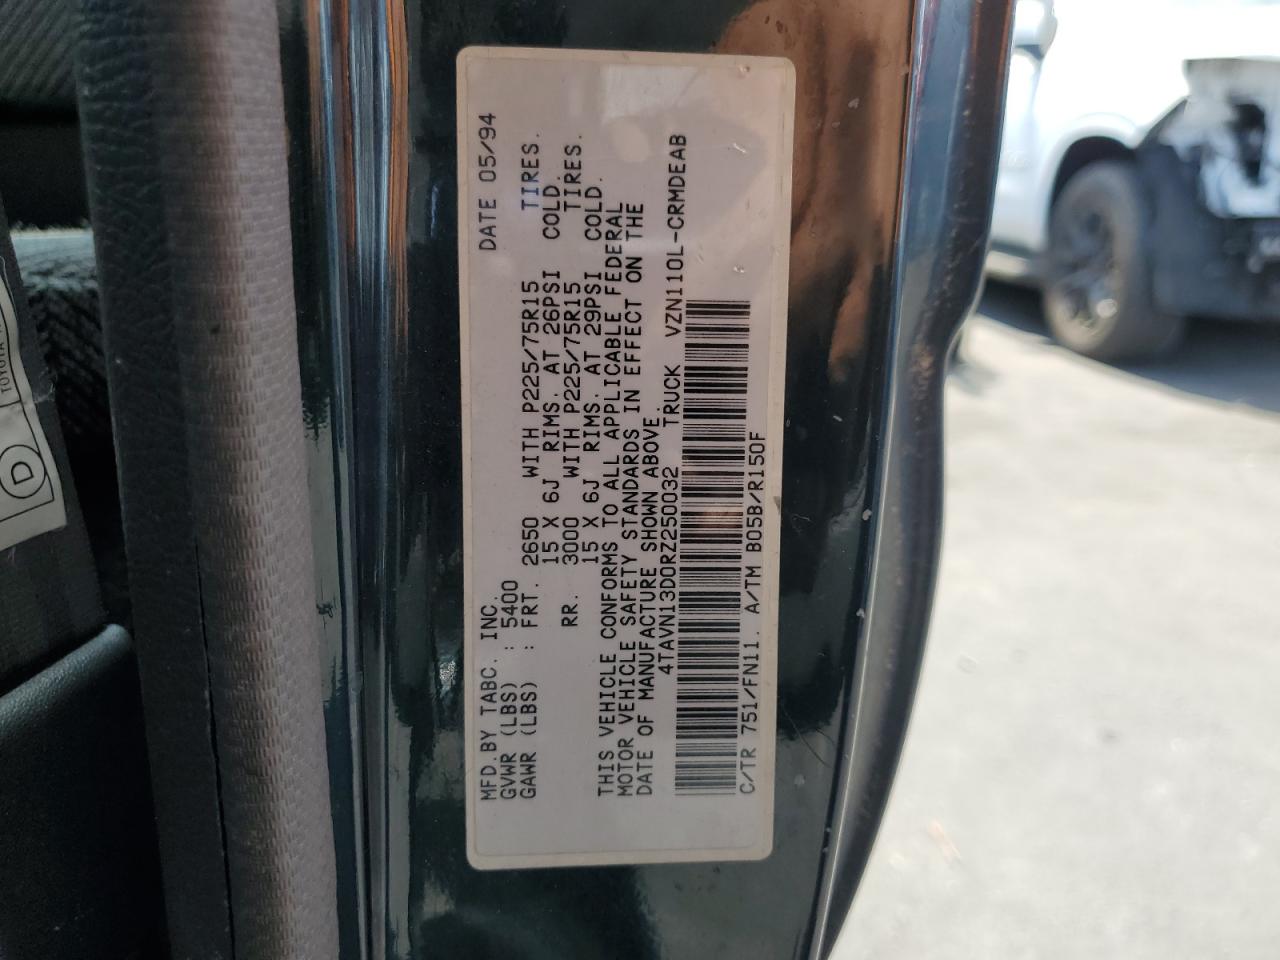 MFD.BY TABC. INC. DATE 05/94
GVWR (LBS) : 5400
GAWR (LBS) : FRT. 2650 WITH P225/75R15 TIRES.
15 X 6J RIMS. AT 26PSI COLD.
RR. 3000 WITH P225/75R15 TIRES.
15 X 6J RIMS. AT 29PSI COLD.
THIS VEHICLE CONFORMS TO ALL APPLICABLE FEDERAL
MOTOR VEHICLE SAFETY STANDARDS IN EFFECT ON THE
DATE OF MANUFACTURE SHOWN ABOVE.
4TAVN13D0RZ250032 TRUCK VZN110L-CRMDEAB
C/TR 751/FN11. A/TM B05B/R150F
TOYOTA
D